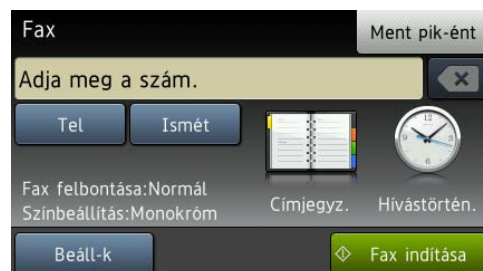 Fax
Ment pik-ént
Adja meg a szám.
Tel
Ismét
Fax felbontása:Normál
Színbeállítás:Monokróm
Címjegyz.
Hívástörtén.
Beáll-k
Fax indítása